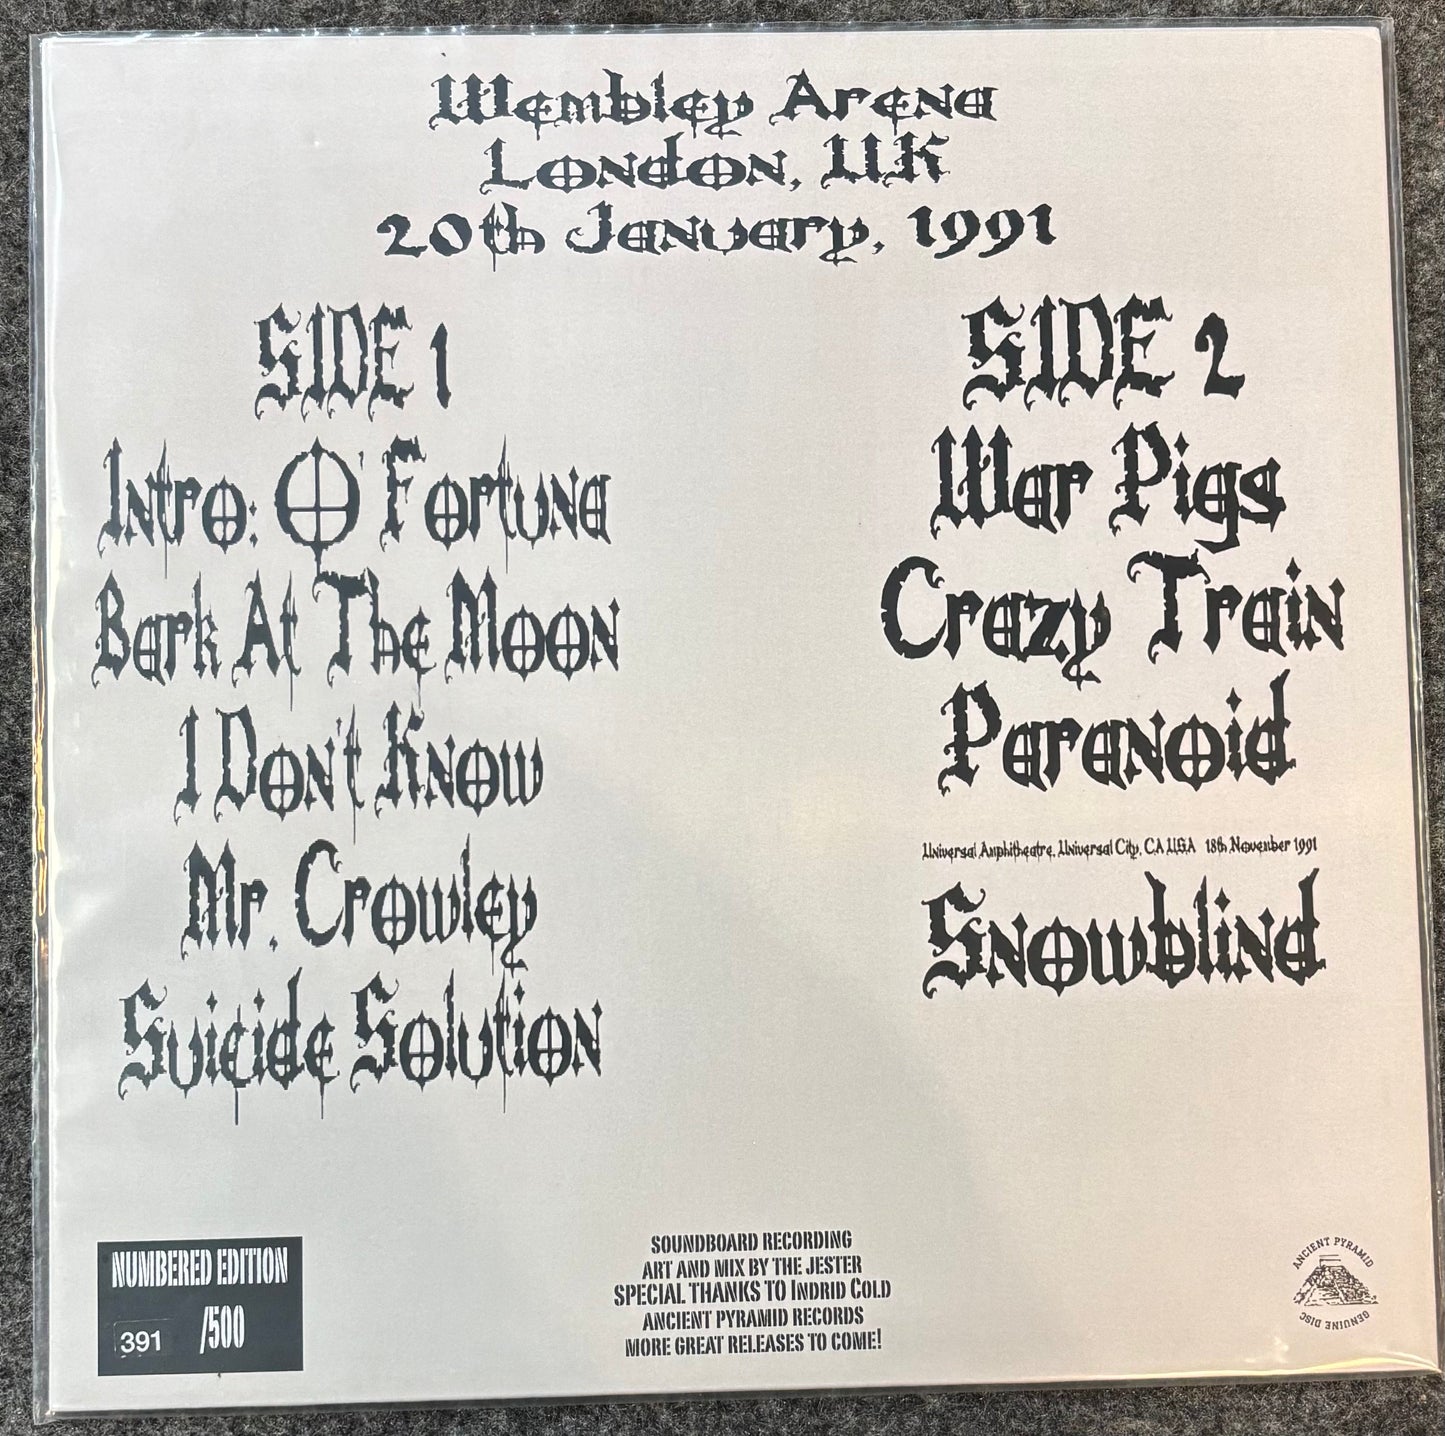 Wembley Arena
London, UK
20th January, 1991
SIDE 1
Intro: O' Fortuna
Bark At The Moon
I Don't Know
Mr. Crowley
Suicide Solution
SIDE 2
War Pigs
Crazy Train
Paranoid
Universal Amphitheatre, Universal City, CA USA 18th November 1991
Snowblind
NUMBERED EDITION
391 /500
SOUNDBOARD RECORDING
ART AND MIX BY THE JESTER
SPECIAL THANKS TO INDRID COLD
ANCIENT PYRAMID RECORDS
MORE GREAT RELEASES TO COME!
ANCIENT PYRAMID
GENUINE DISC